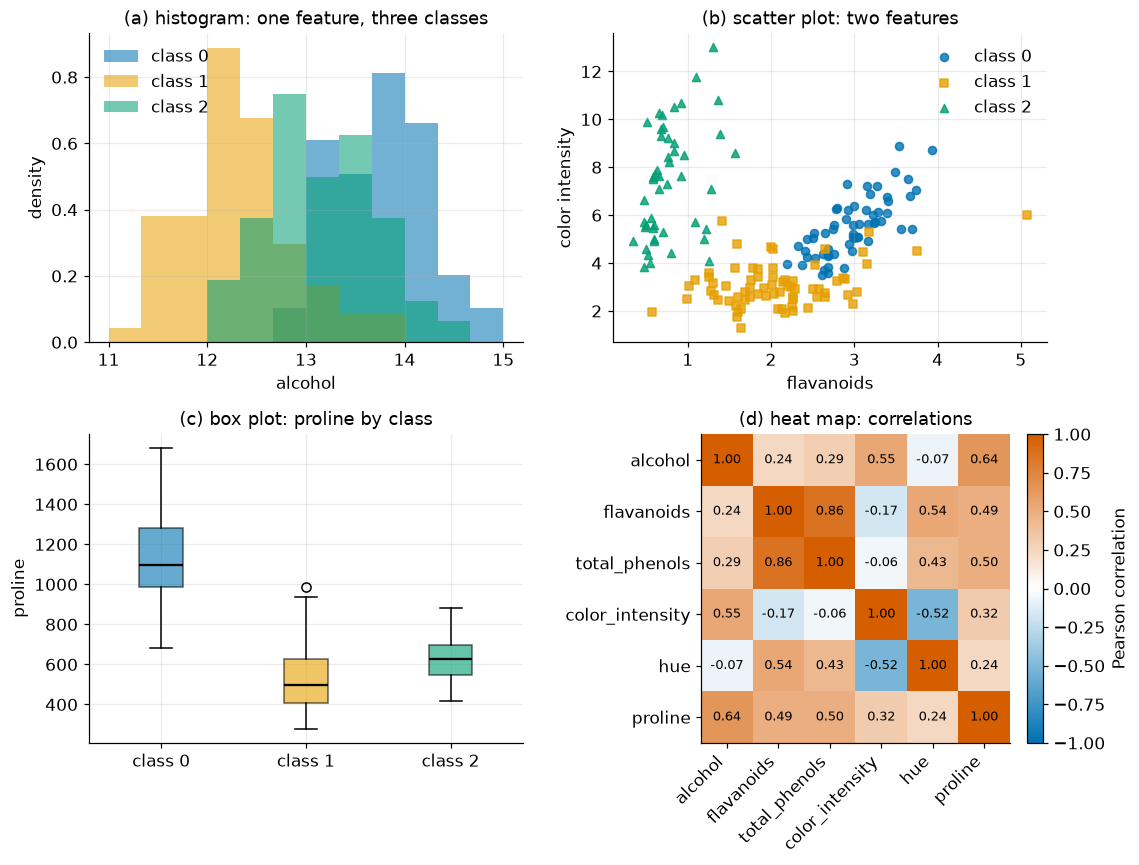 (a) histogram: one feature, three classes
class 0
class 1
class 2
density
0.8
0.6
0.4
0.2
0.0
11 12 13 14 15
alcohol
(b) scatter plot: two features
class 0
class 1
class 2
color intensity
12
10
8
6
4
2
1 2 3 4 5
flavanoids
(c) box plot: proline by class
proline
1600
1400
1200
1000
800
600
400
class 0 class 1 class 2
(d) heat map: correlations
alcohol 1.00 0.24 0.29 0.55 -0.07 0.64
flavanoids 0.24 1.00 0.86 -0.17 0.54 0.49
total_phenols 0.29 0.86 1.00 -0.06 0.43 0.50
color_intensity 0.55 -0.17 -0.06 1.00 -0.52 0.32
hue -0.07 0.54 0.43 -0.52 1.00 0.24
proline 0.64 0.49 0.50 0.32 0.24 1.00
alcohol flavanoids total_phenols color_intensity hue proline
1.00
0.75
0.50
0.25
0.00
−0.25
−0.50
−0.75
−1.00
Pearson correlation